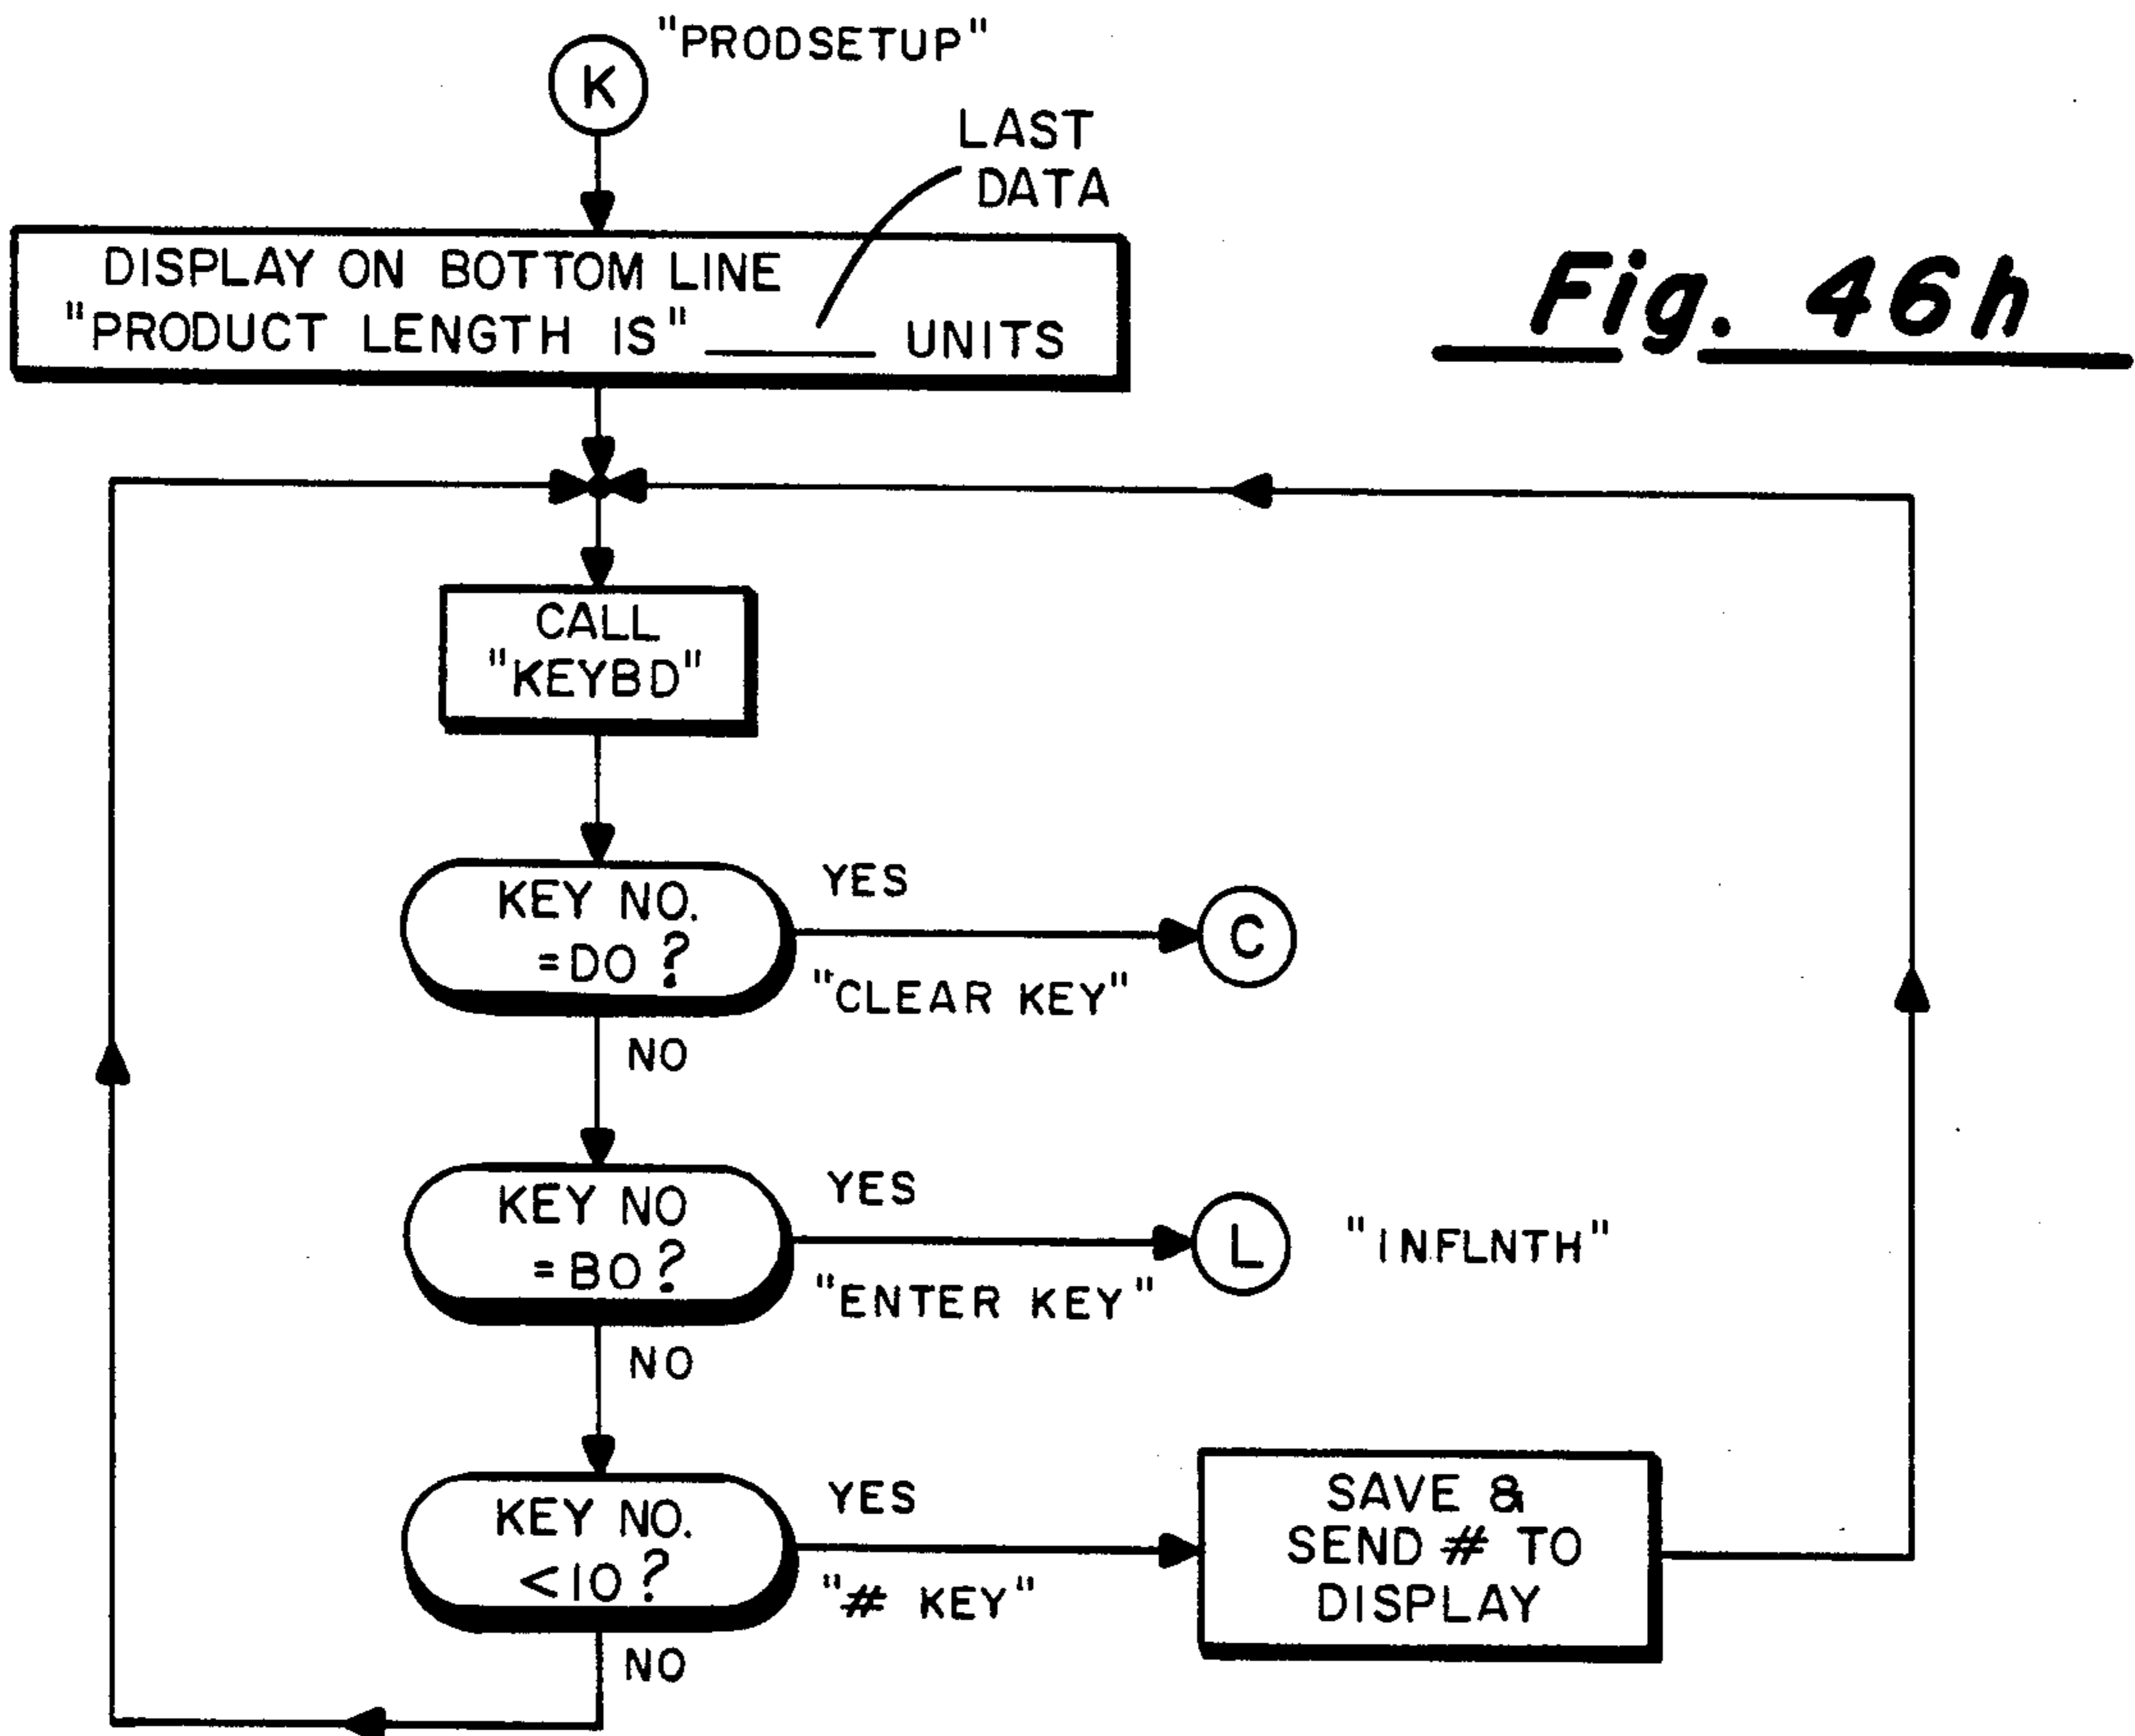 "PRODSETUP"
K
LAST
DATA
DISPLAY ON BOTTOM LINE
"PRODUCT LENGTH IS" ______ UNITS
Fig. 46h
CALL
"KEYBD"
KEY NO.
=DO ?
YES
"CLEAR KEY"
C
NO
KEY NO
=BO ?
YES
"ENTER KEY"
L
"INFLNTH"
NO
KEY NO.
<10 ?
YES
"# KEY"
SAVE &
SEND # TO
DISPLAY
NO